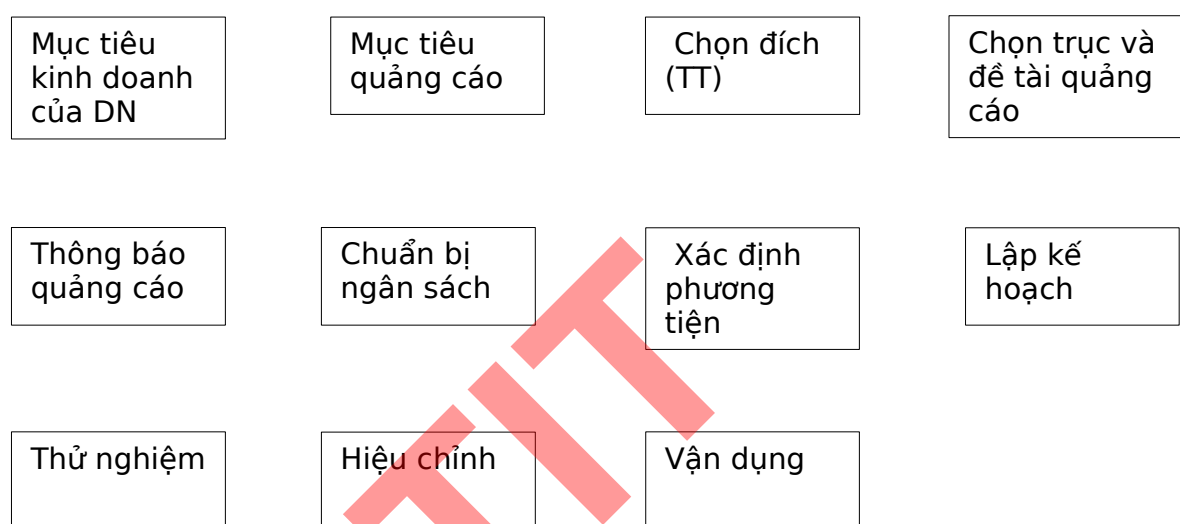 Mục tiêu
kinh doanh
của DN
Mục tiêu
quảng cáo
Chọn đích
(TT)
Chọn trục và
đề tài quảng
cáo
Thông báo
quảng cáo
Chuẩn bị
ngân sách
Xác định
phương
tiện
Lập kế
hoạch
Thử nghiệm
Hiệu chỉnh
Vận dụng
TIT